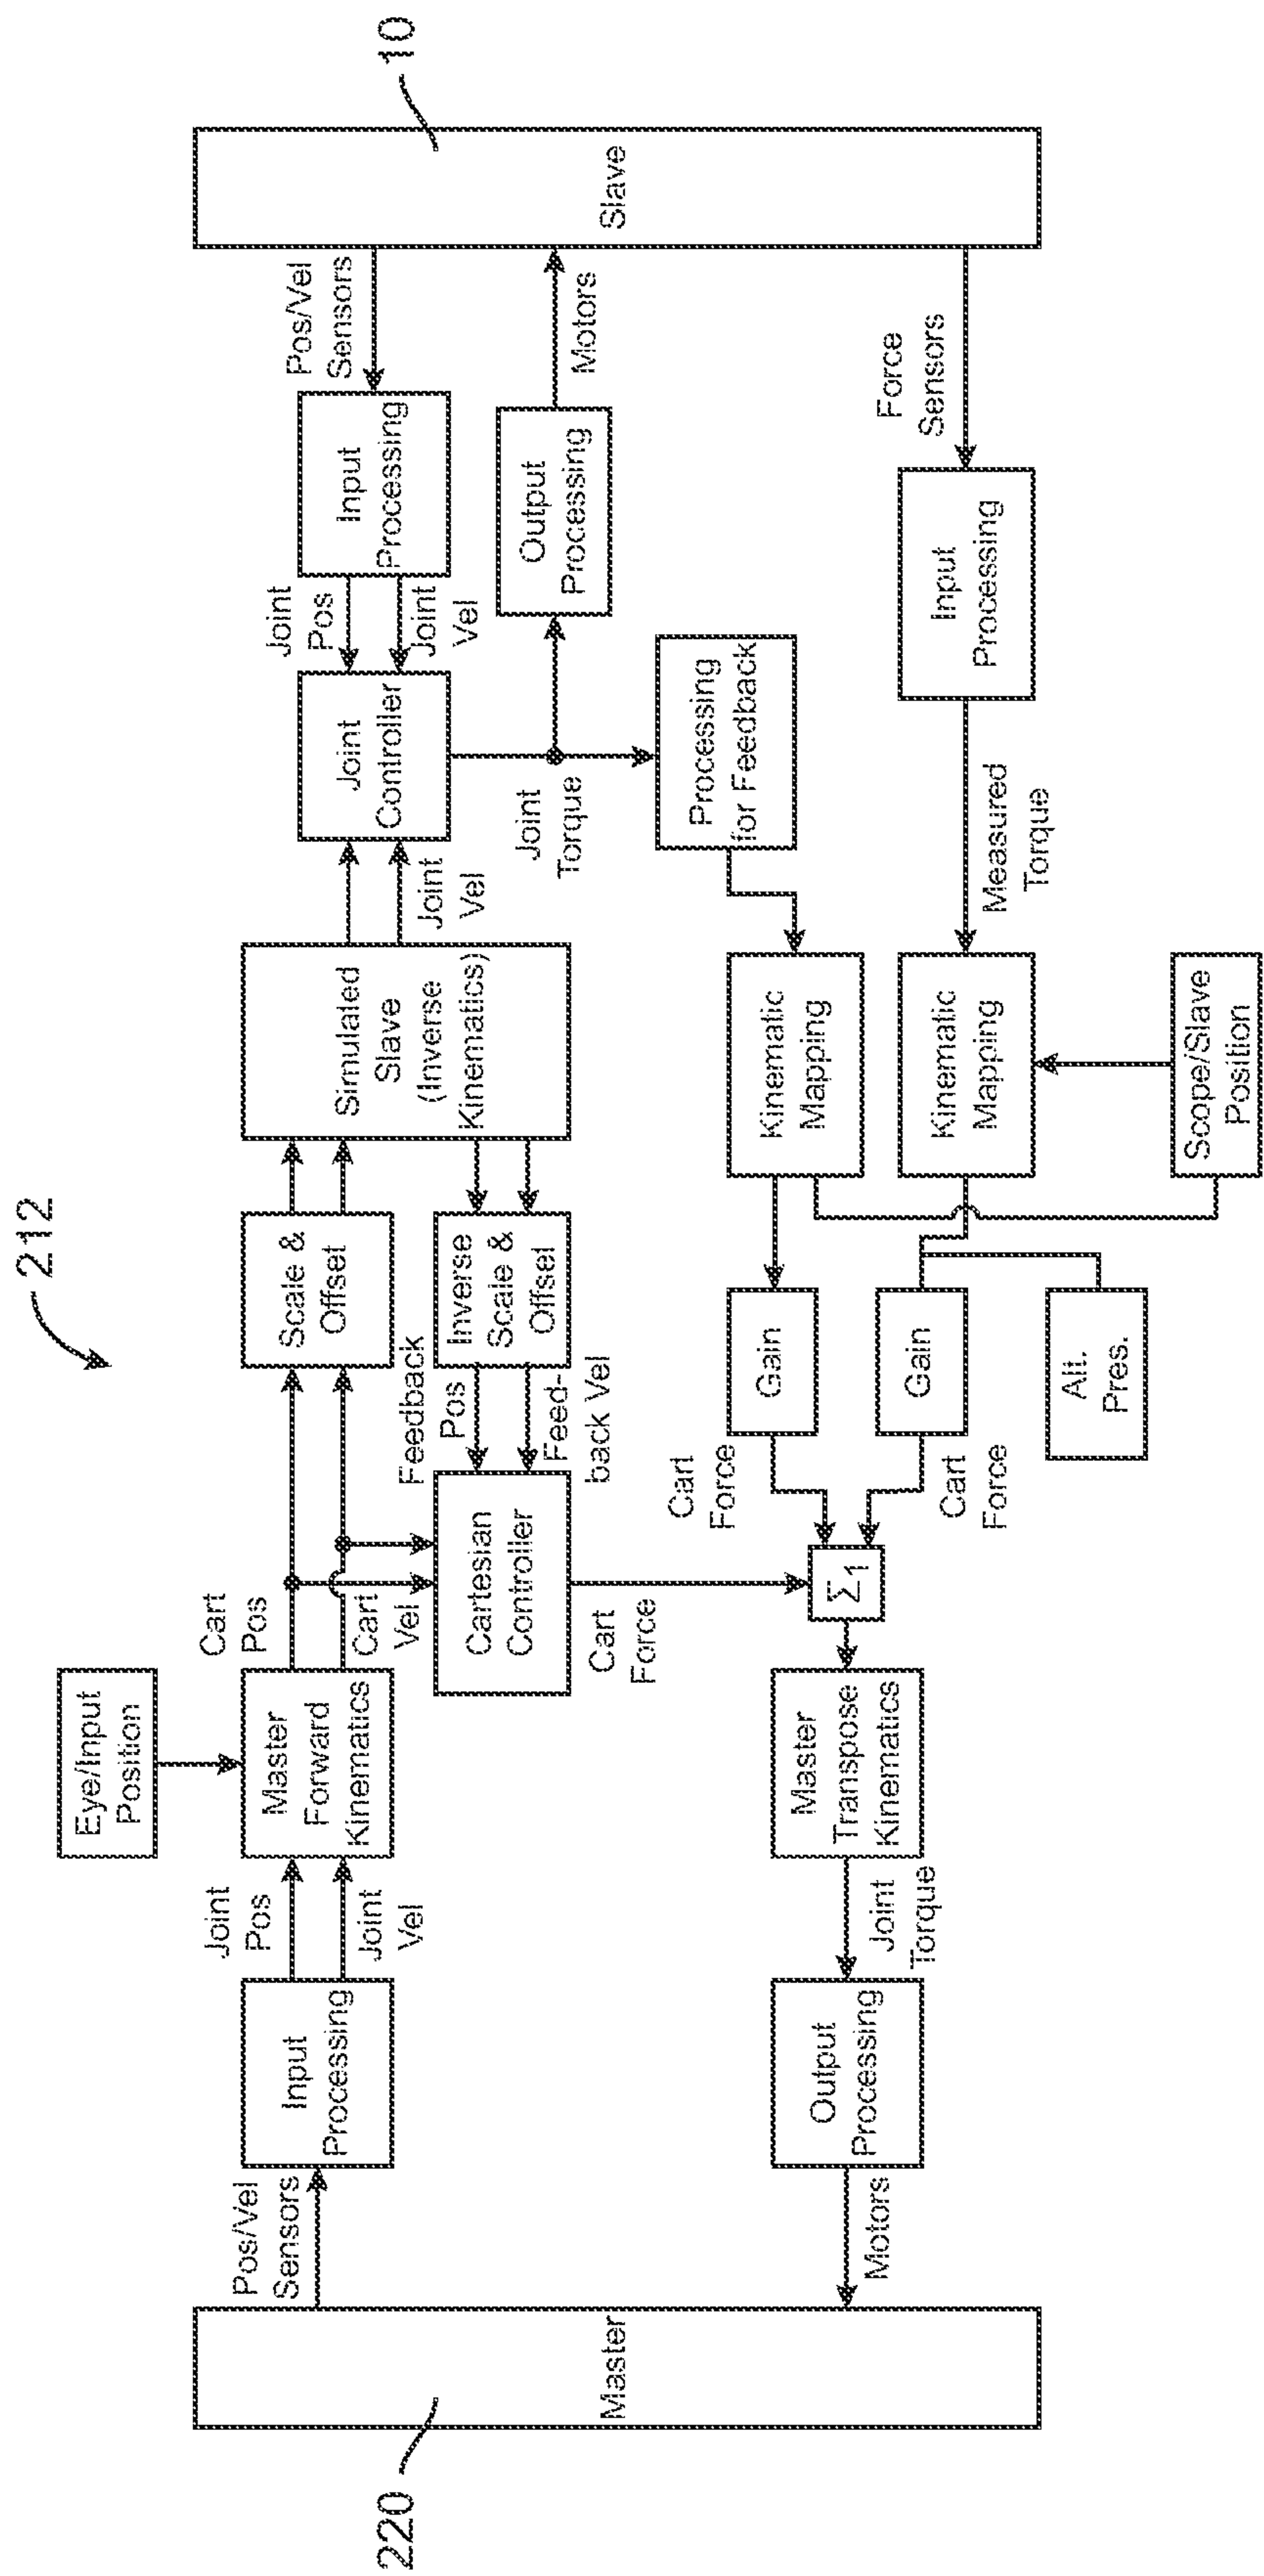 212
Eye/Input
Position
Pos/Vel
Sensors
Input
Processing
Joint
Pos
Joint
Vel
Master
Forward
Kinematics
Cart
Pos
Cart
Vel
Scale &
Offset
Simulated
Slave
(Inverse
Kinematics)
Joint
Vel
Joint
Controller
Joint
Pos
Joint
Vel
Input
Processing
Pos/Vel
Sensors
10
Slave
Cartesian
Controller
Feedback
Pos
Feed-
back Vel
Inverse
Scale &
Offset
Joint
Torque
Output
Processing
Motors
Cart
Force
Processing
for Feedback
220
Master
Motors
Output
Processing
Joint
Torque
Master
Transpose
Kinematics
Σ1
Cart
Force
Gain
Kinematic
Mapping
Cart
Force
Gain
Kinematic
Mapping
Measured
Torque
Input
Processing
Force
Sensors
Alt.
Pres.
Scope/Slave
Position